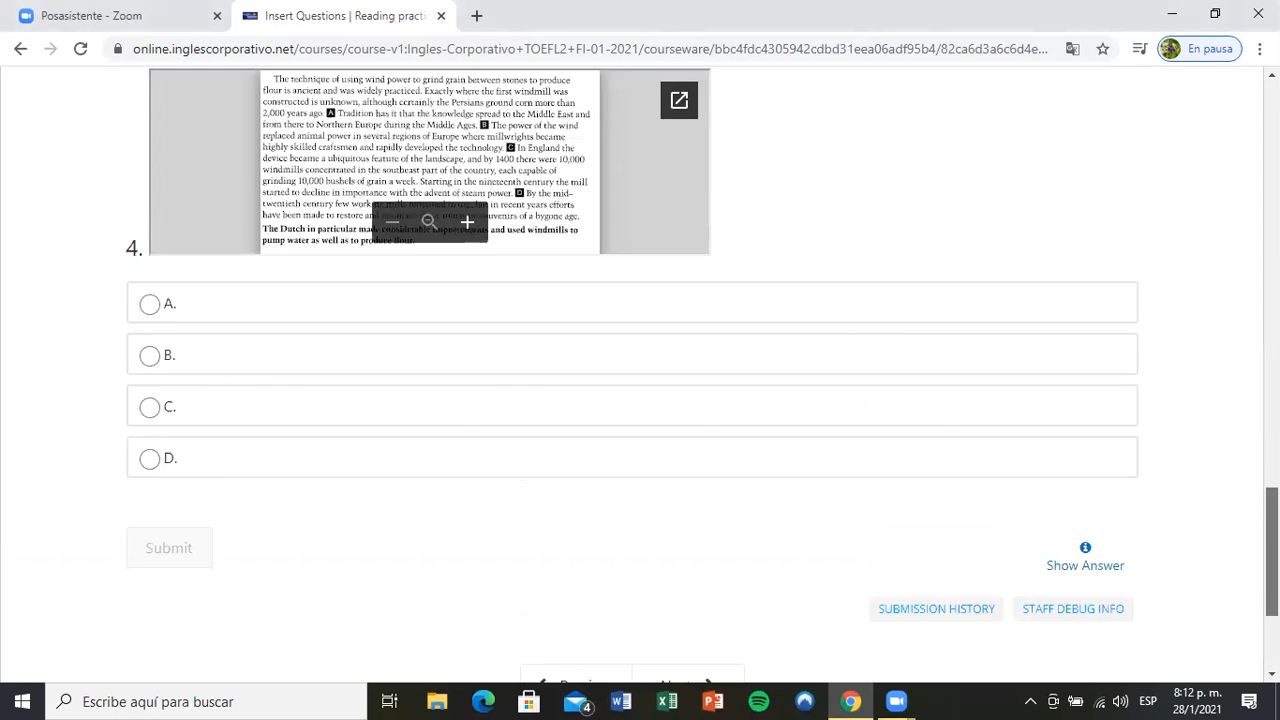 Posasistente - Zoom
Insert Questions | Reading pract
online.inglescorporativo.net/courses/course-v1:Ingles-Corporativo+TOEFL2+FI-01-2021/courseware/bbc4fdc4305942cdbd31eea06adf95b4/82ca6d3a6c6d4e...
En pausa
The technique of using wind power to grind grain between stones to produce
flour is ancient and was widely practiced. Exactly where the first windmill was
constructed is unknown, although certainly the Persians ground corn more than
2,000 years ago. A Tradition has it that the knowledge spread to the Middle East and
from there to Northern Europe during the Middle Ages. B The power of the wind
replaced animal power in several regions of Europe where millwrights became
highly skilled craftsmen and rapidly developed the technology. C In England the
device became a ubiquitous feature of the landscape, and by 1400 there were 10,000
windmills concentrated in the southeast part of the country, each capable of
grinding 10,000 bushels of grain a week. Starting in the nineteenth century the mill
started to decline in importance with the advent of steam power. D By the mid-
twentieth century few in recent years efforts
have been made to restore and souvenirs of a bygone age.
The Dutch in particular made considerable improvements and used windmills to
pump water as well as to produce flour.
4.
A.
B.
C.
D.
Submit
Show Answer
SUBMISSION HISTORY
STAFF DEBUG INFO
Escribe aquí para buscar
4
ESP
8:12 p. m.
28/1/2021